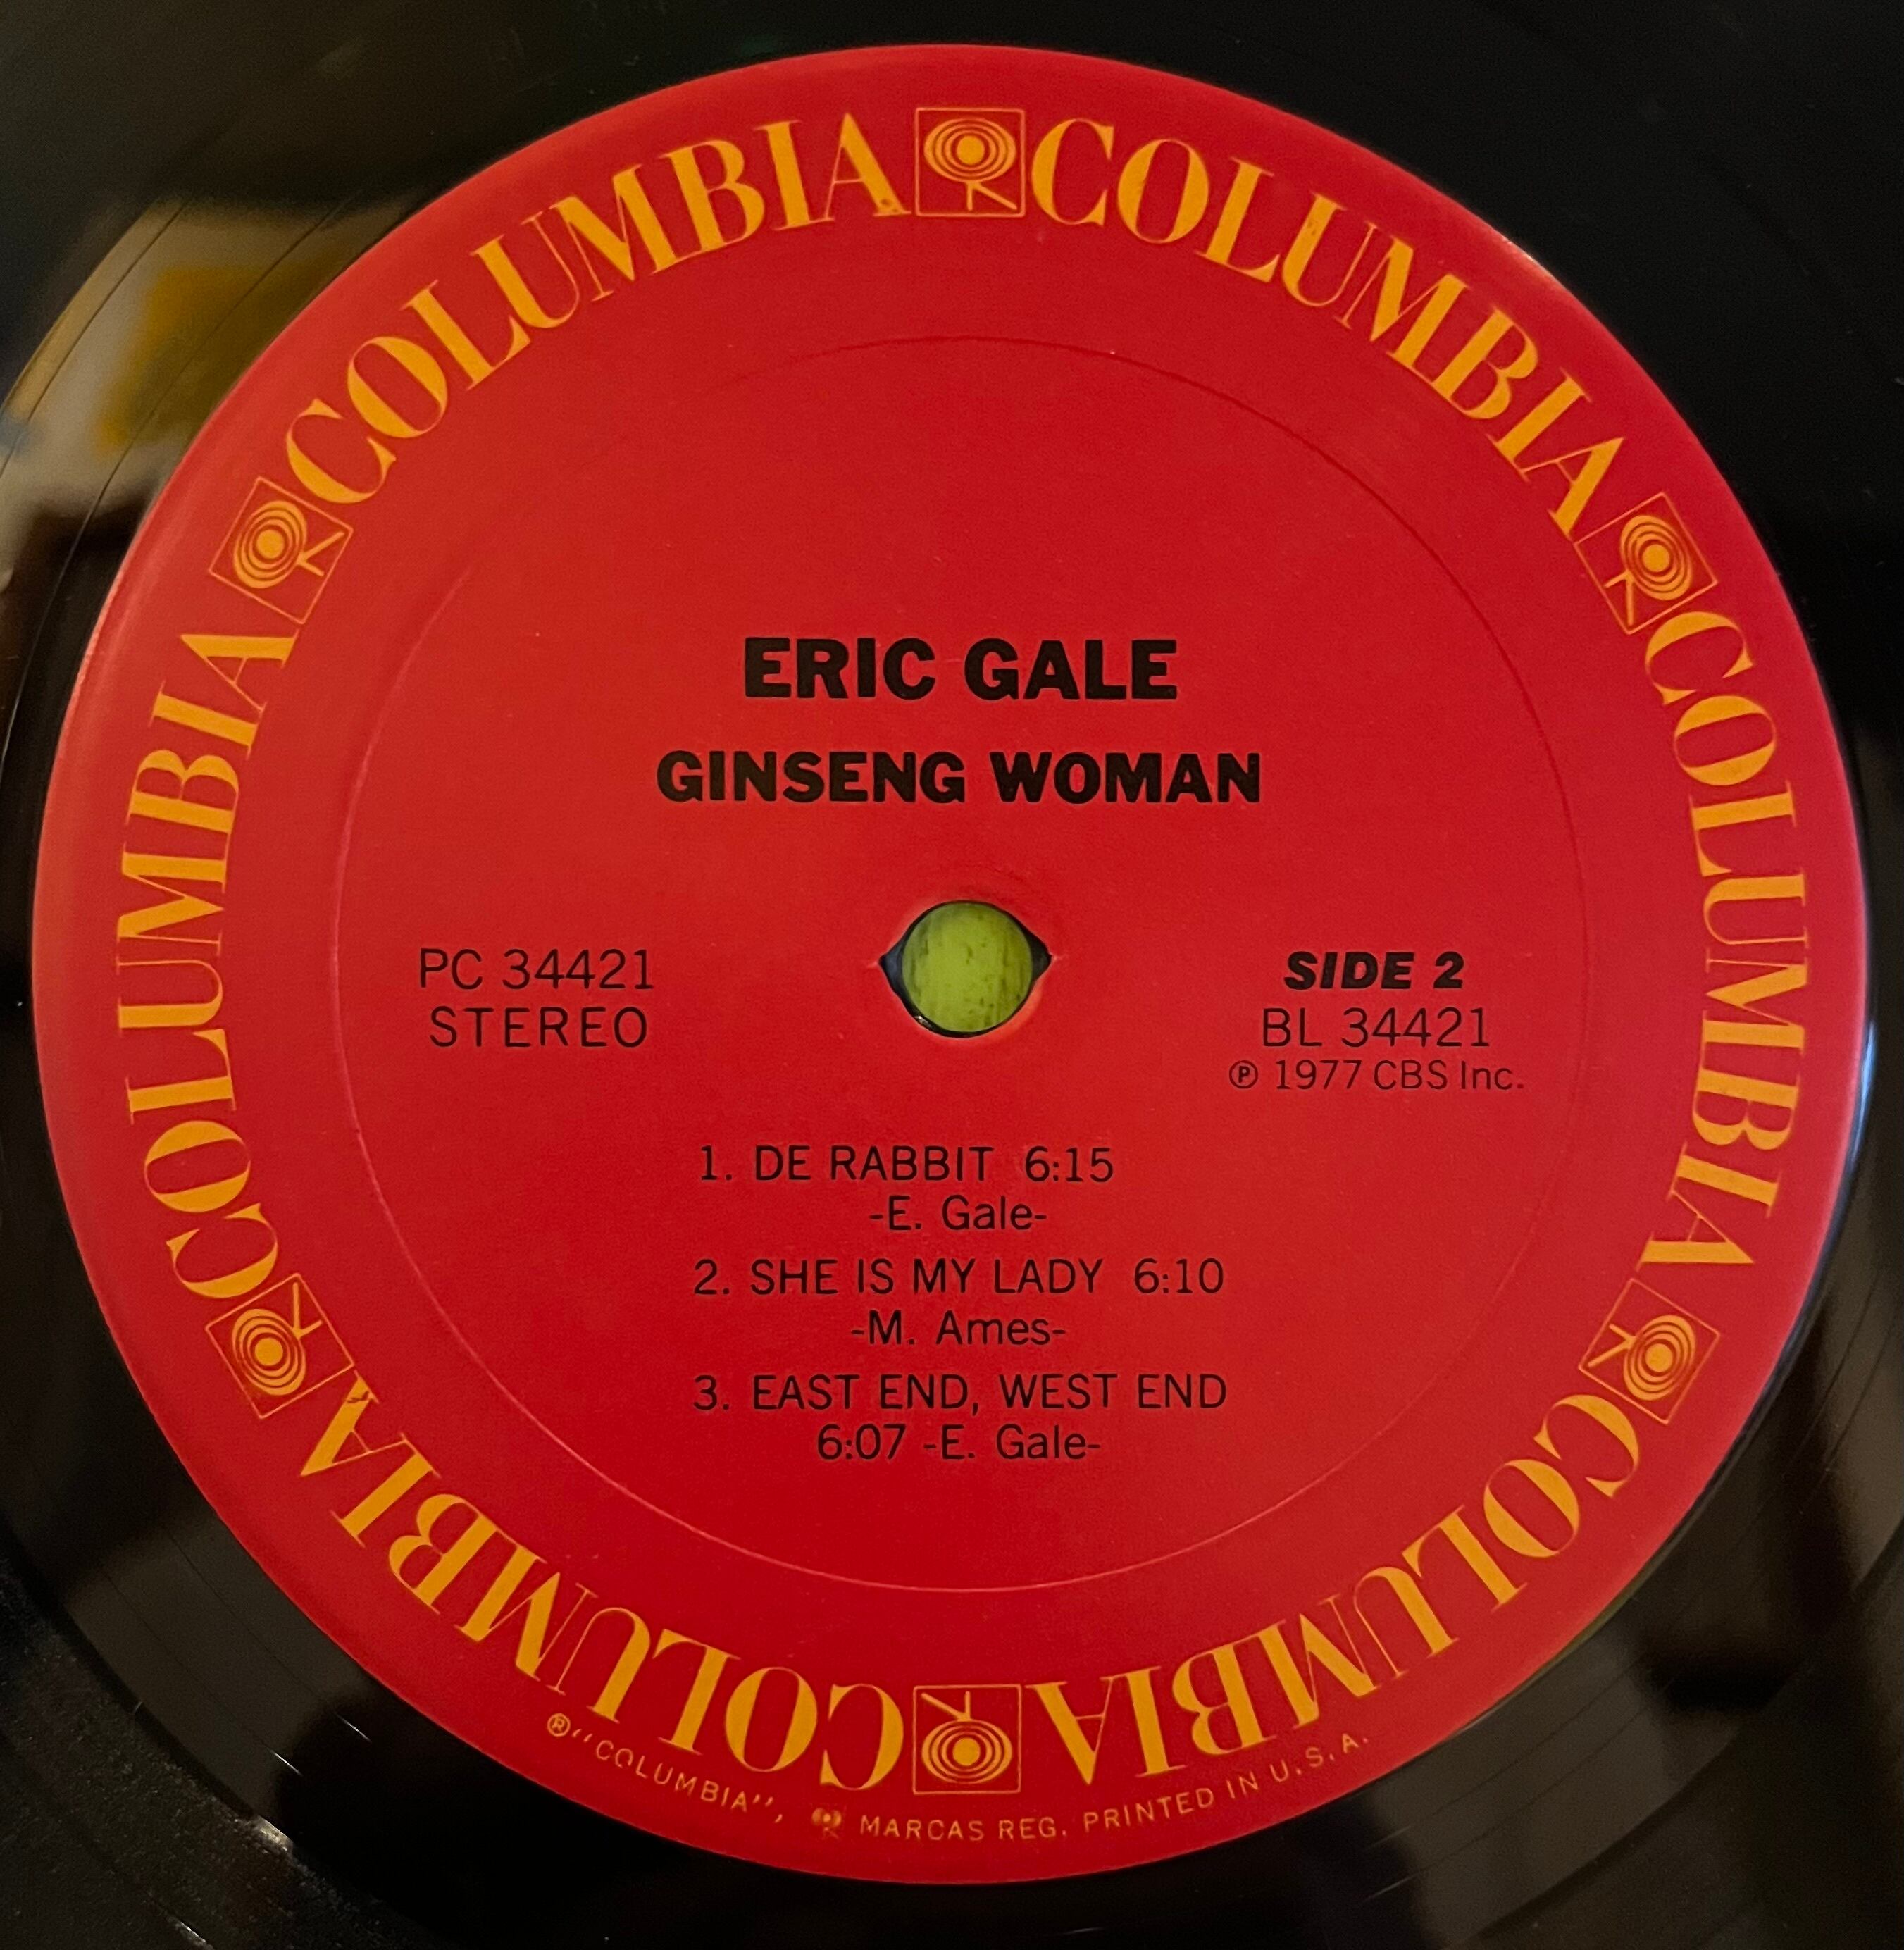 COLUMBIA COLUMBIA COLUMBIA COLUMBIA COLUMBIA COLUMBIA
ERIC GALE
GINSENG WOMAN
PC 34421
STEREO
SIDE 2
BL 34421
℗ 1977 CBS Inc.
1. DE RABBIT 6:15
-E. Gale-
2. SHE IS MY LADY 6:10
-M. Ames-
3. EAST END, WEST END
6:07 -E. Gale-
®"COLUMBIA", MARCAS REG. PRINTED IN U.S.A.